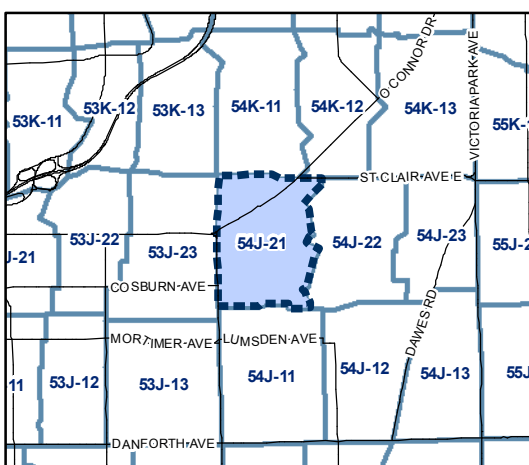 O CONNOR DR
VICTORIA PARK AVE
53K-11
53K-12
53K-13
54K-11
54K-12
54K-13
55K-1
ST CLAIR AVE E
J-21
53J-22
53J-23
54J-21
54J-22
54J-23
55J-2
COSBURN AVE
DAWES RD
MORTIMER AVE
LUMSDEN AVE
11
53J-12
53J-13
54J-11
54J-12
54J-13
55J
DANFORTH AVE